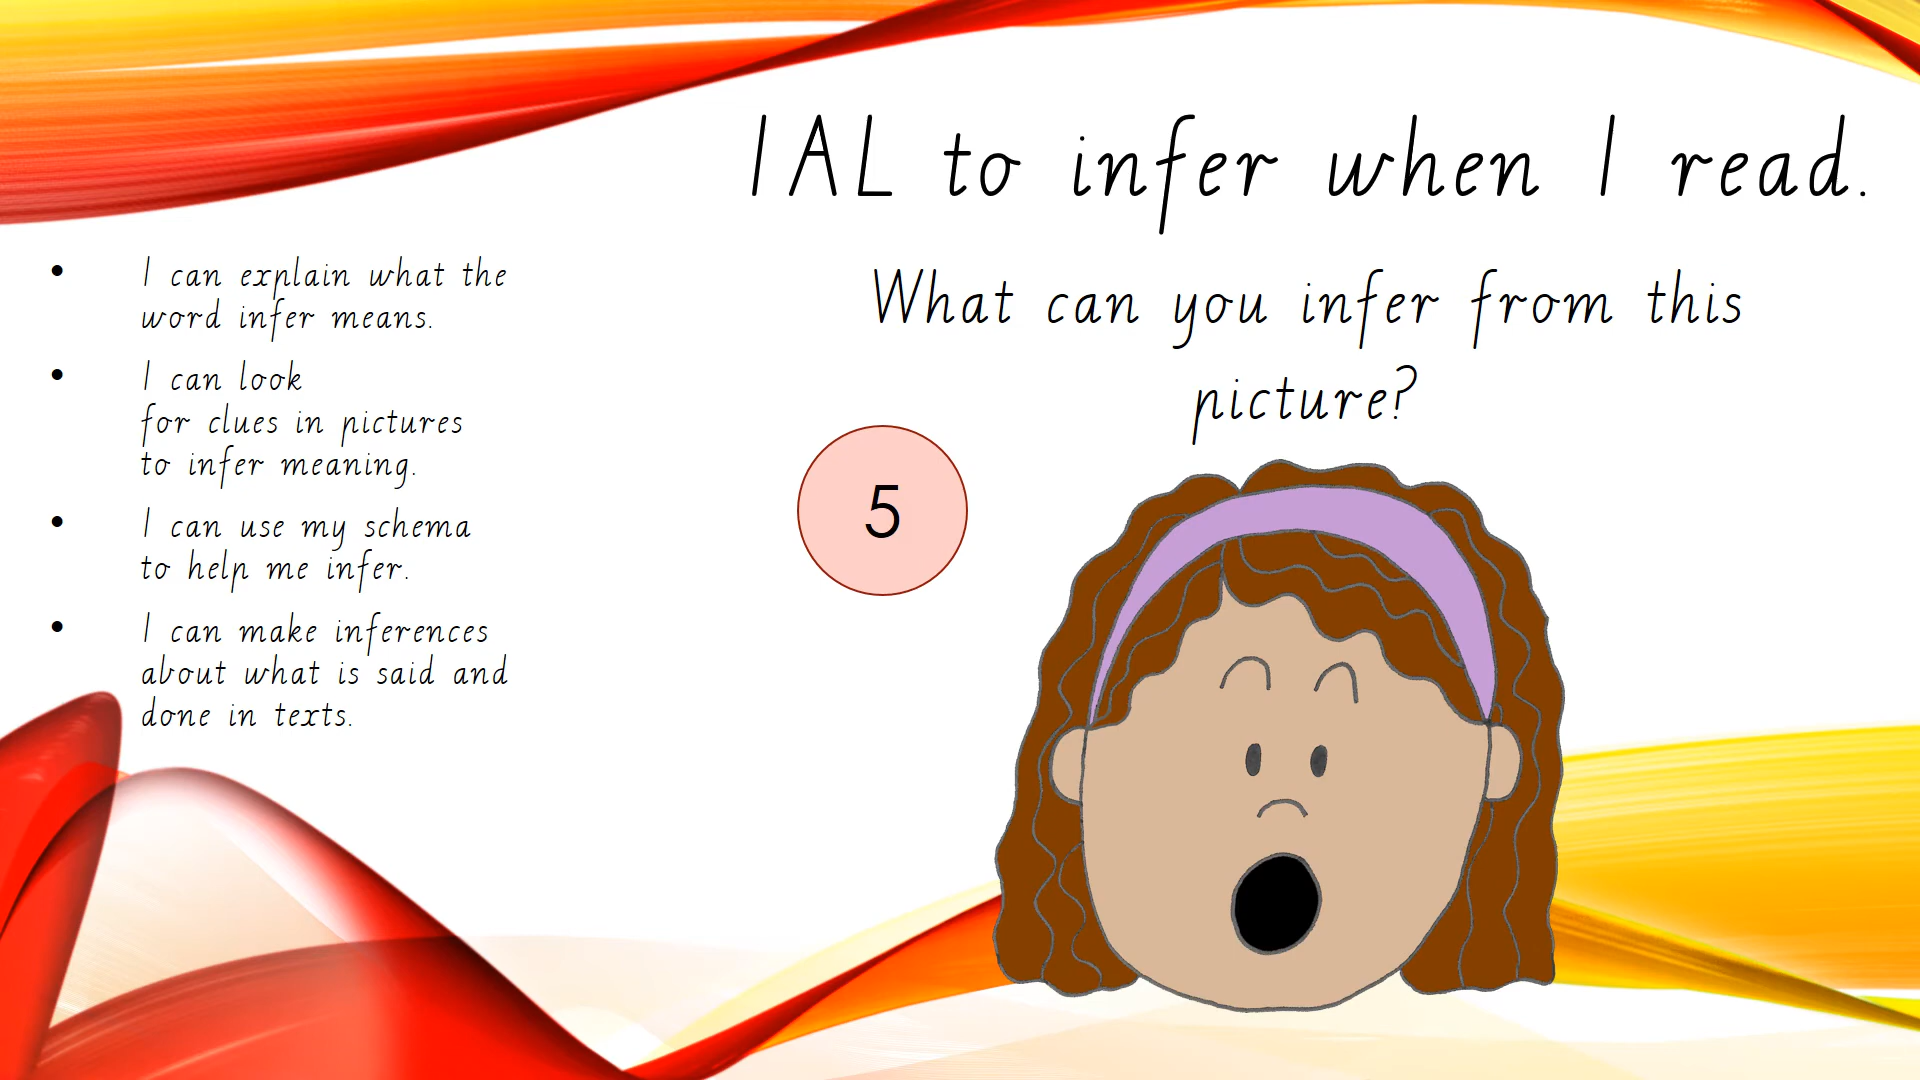 IAL to infer when I read.
• I can explain what the
word infer means.
• I can look
for clues in pictures
to infer meaning.
• I can use my schema
to help me infer.
• I can make inferences
about what is said and
done in texts.
What can you infer from this
picture?
5